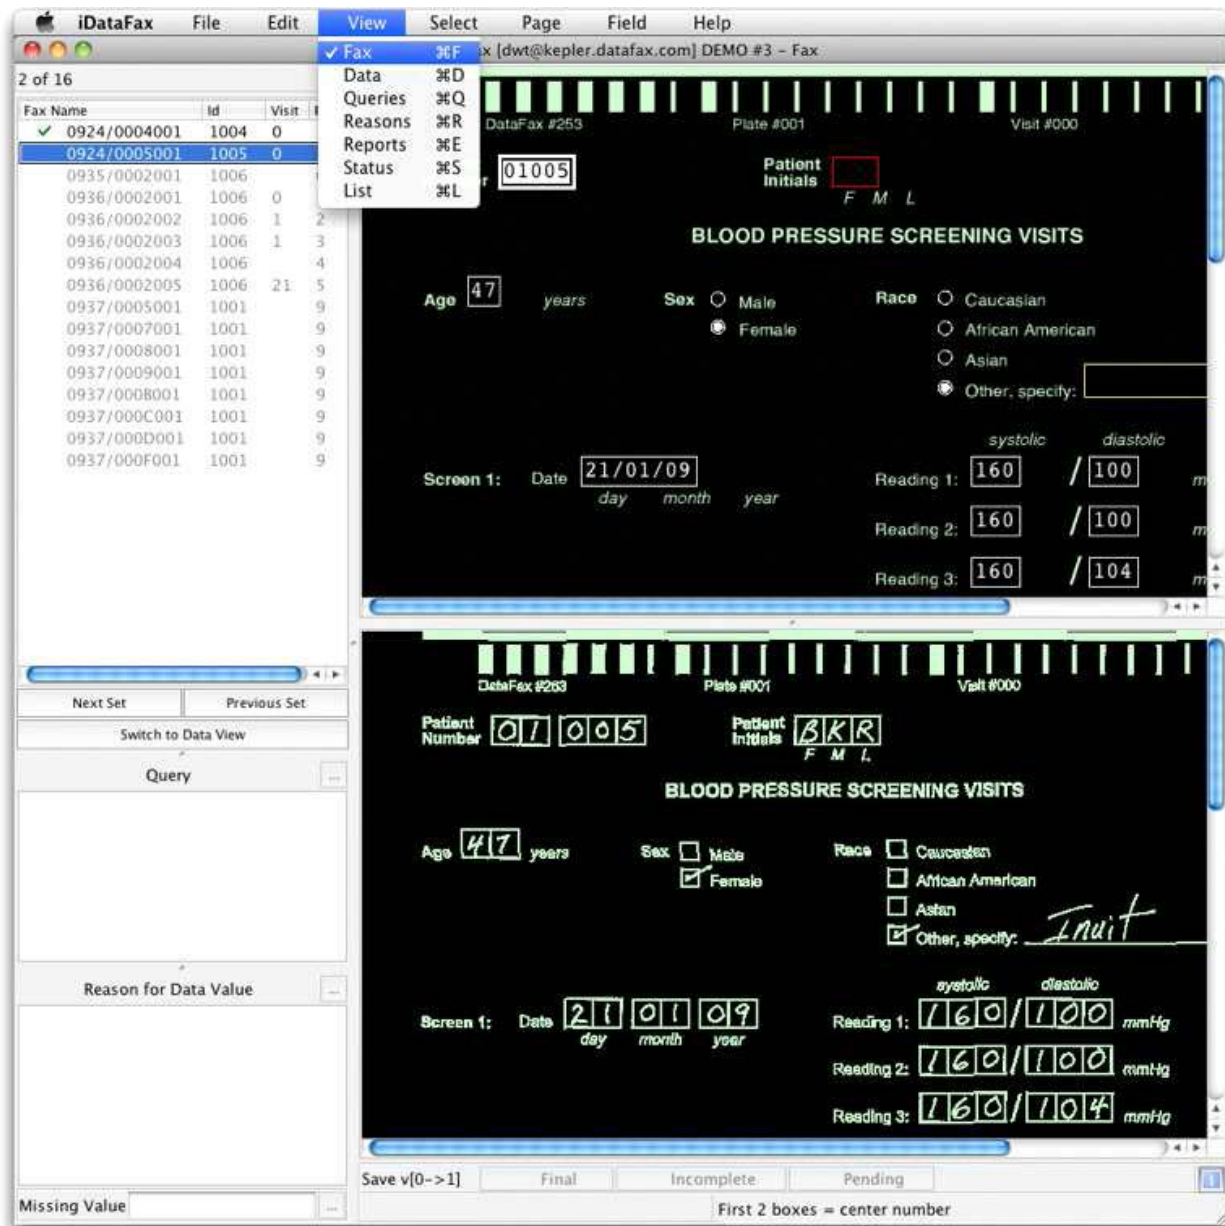 iDataFax File Edit View Select Page Field Help
x [dwt@kepler.datafax.com] DEMO #3 – Fax
✓ Fax ⌘F
Data ⌘D
Queries ⌘Q
Reasons ⌘R
Reports ⌘E
Status ⌘S
List ⌘L
2 of 16
Fax Name Id Visit
✓ 0924/0004001 1004 0
0924/0005001 1005 0
0935/0002001 1006
0936/0002001 1006 0
0936/0002002 1006 1 2
0936/0002003 1006 1 3
0936/0002004 1006 4
0936/0002005 1006 21 5
0937/0005001 1001 9
0937/0007001 1001 9
0937/0008001 1001 9
0937/0009001 1001 9
0937/000B001 1001 9
0937/000C001 1001 9
0937/000D001 1001 9
0937/000F001 1001 9
Next Set Previous Set
Switch to Data View
Query ...
Reason for Data Value ...
Missing Value ...
DataFax #253 Plate #001 Visit #000
r 01005 Patient Initials
F M L
BLOOD PRESSURE SCREENING VISITS
Age 47 years Sex Male Race Caucasian
Female African American
Asian
Other, specify:
systolic diastolic
Screen 1: Date 21/01/09 Reading 1: 160 / 100 m
day month year
Reading 2: 160 / 100 m
Reading 3: 160 / 104 m
DataFax #253 Plate #001 Visit #000
Patient Number 01 005 Patient Initials BKR
F M L
BLOOD PRESSURE SCREENING VISITS
Age 47 years Sex Male Race Caucasian
Female African American
Asian
Other, specify: Inuit
systolic diastolic
Screen 1: Date 21 01 09 Reading 1: 160/100 mmHg
day month year
Reading 2: 160/100 mmHg
Reading 3: 160/104 mmHg
Save v[0->1] Final Incomplete Pending
First 2 boxes = center number